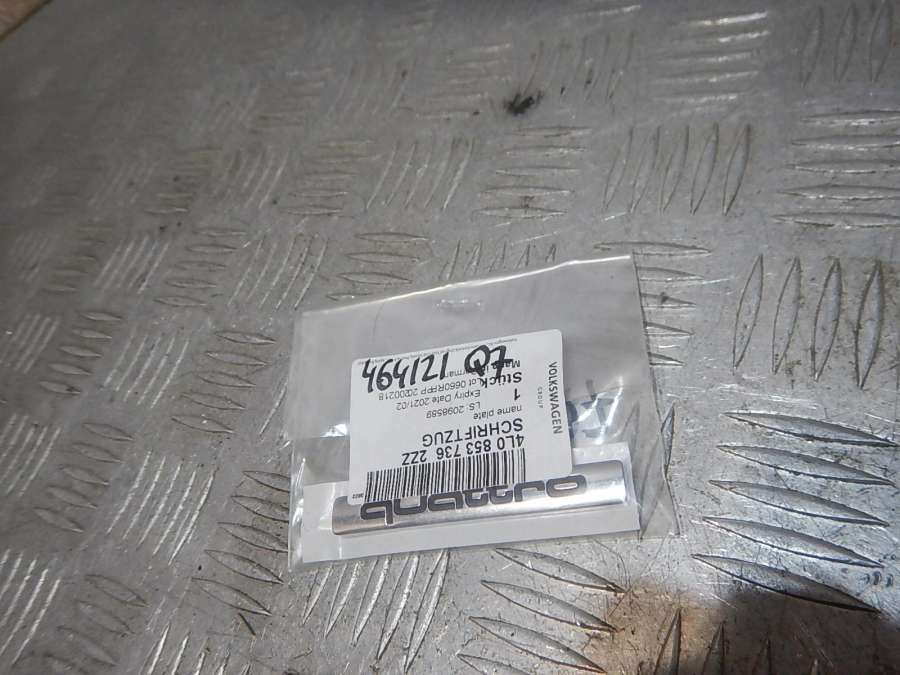 VOLKSWAGEN
GROUP
4L0 853 736 2ZZ
SCHRIFTZUG
name plate
LS: 2098589
Expiry Date 2021/02
1 Stück
464121 Q7
quattro